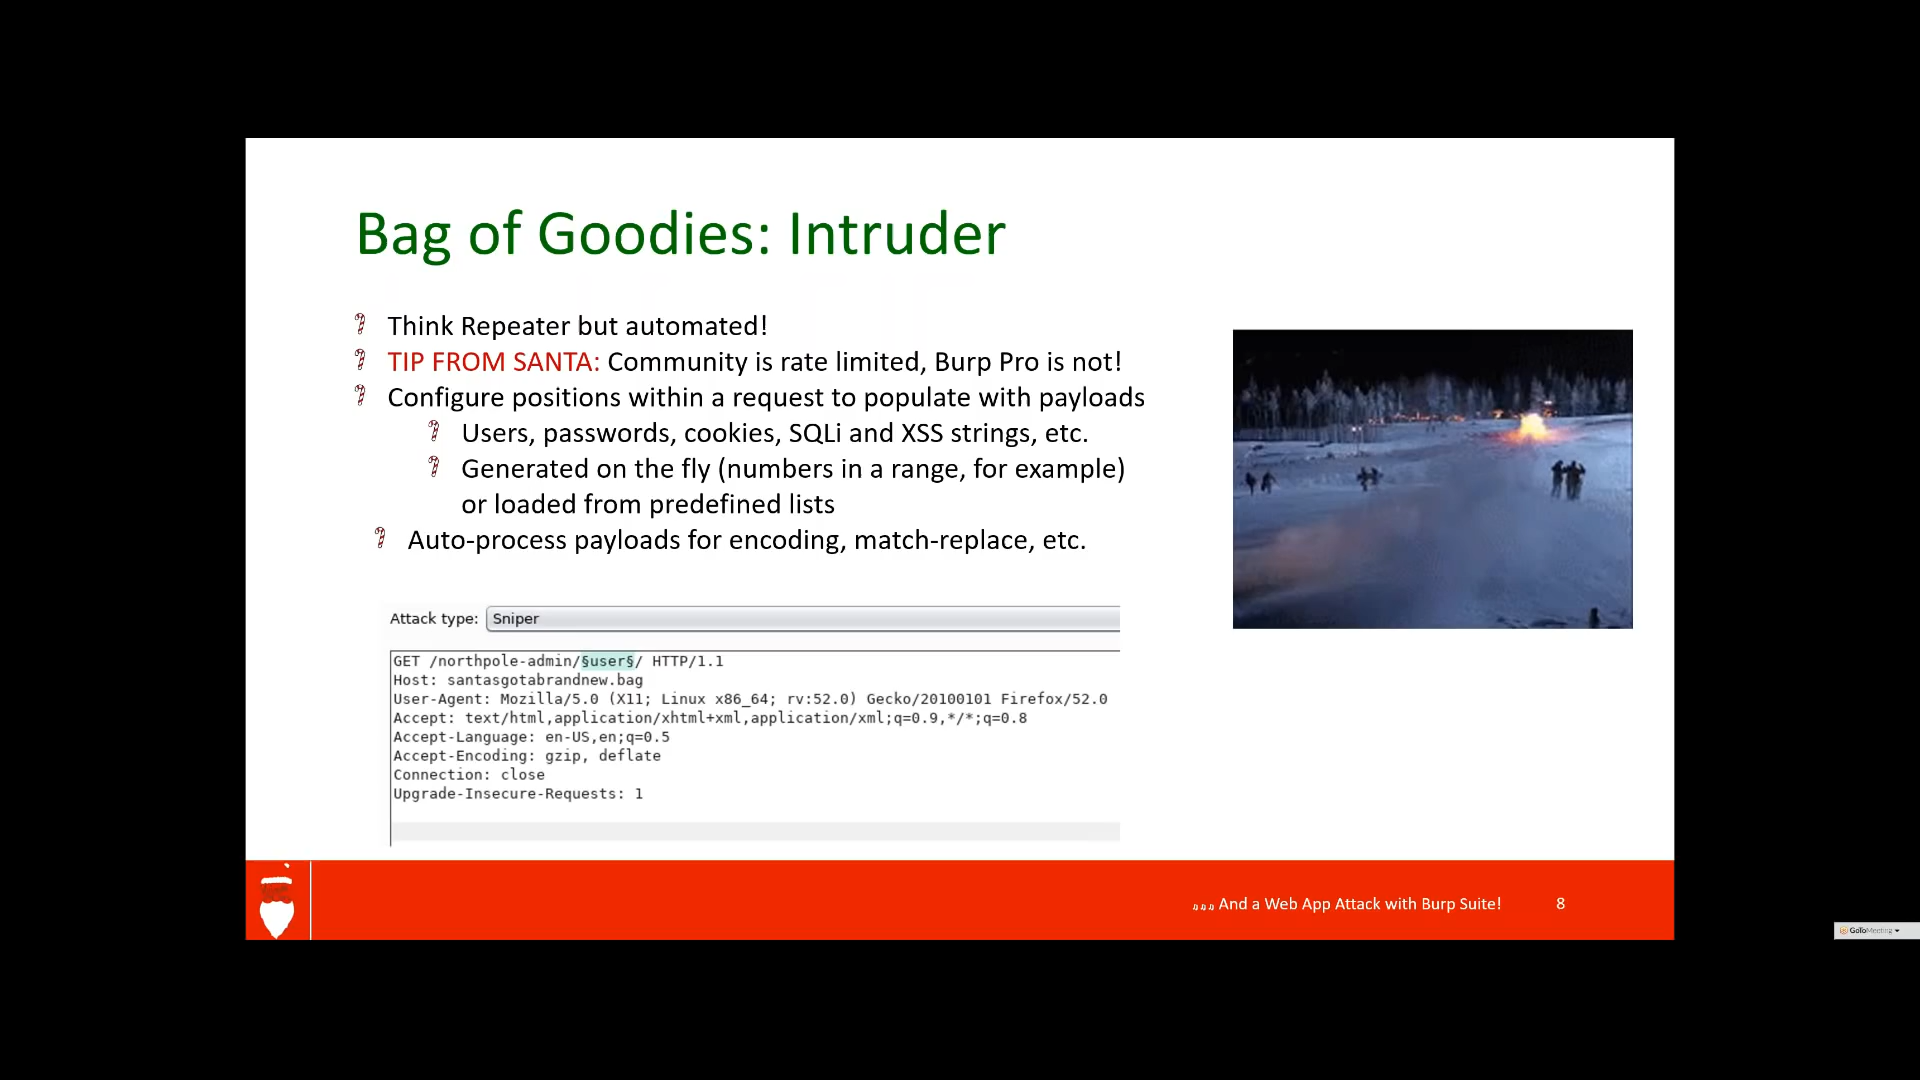 Bag of Goodies: Intruder
Think Repeater but automated!
TIP FROM SANTA: Community is rate limited, Burp Pro is not!
Configure positions within a request to populate with payloads
Users, passwords, cookies, SQLi and XSS strings, etc.
Generated on the fly (numbers in a range, for example)
or loaded from predefined lists
Auto-process payloads for encoding, match-replace, etc.
Attack type: Sniper
GET /northpole-admin/§user§/ HTTP/1.1
Host: santasgotabrandnew.bag
User-Agent: Mozilla/5.0 (X11; Linux x86_64; rv:52.0) Gecko/20100101 Firefox/52.0
Accept: text/html,application/xhtml+xml,application/xml;q=0.9,*/*;q=0.8
Accept-Language: en-US,en;q=0.5
Accept-Encoding: gzip, deflate
Connection: close
Upgrade-Insecure-Requests: 1
♫♫♫ And a Web App Attack with Burp Suite! 8
GoToMeeting